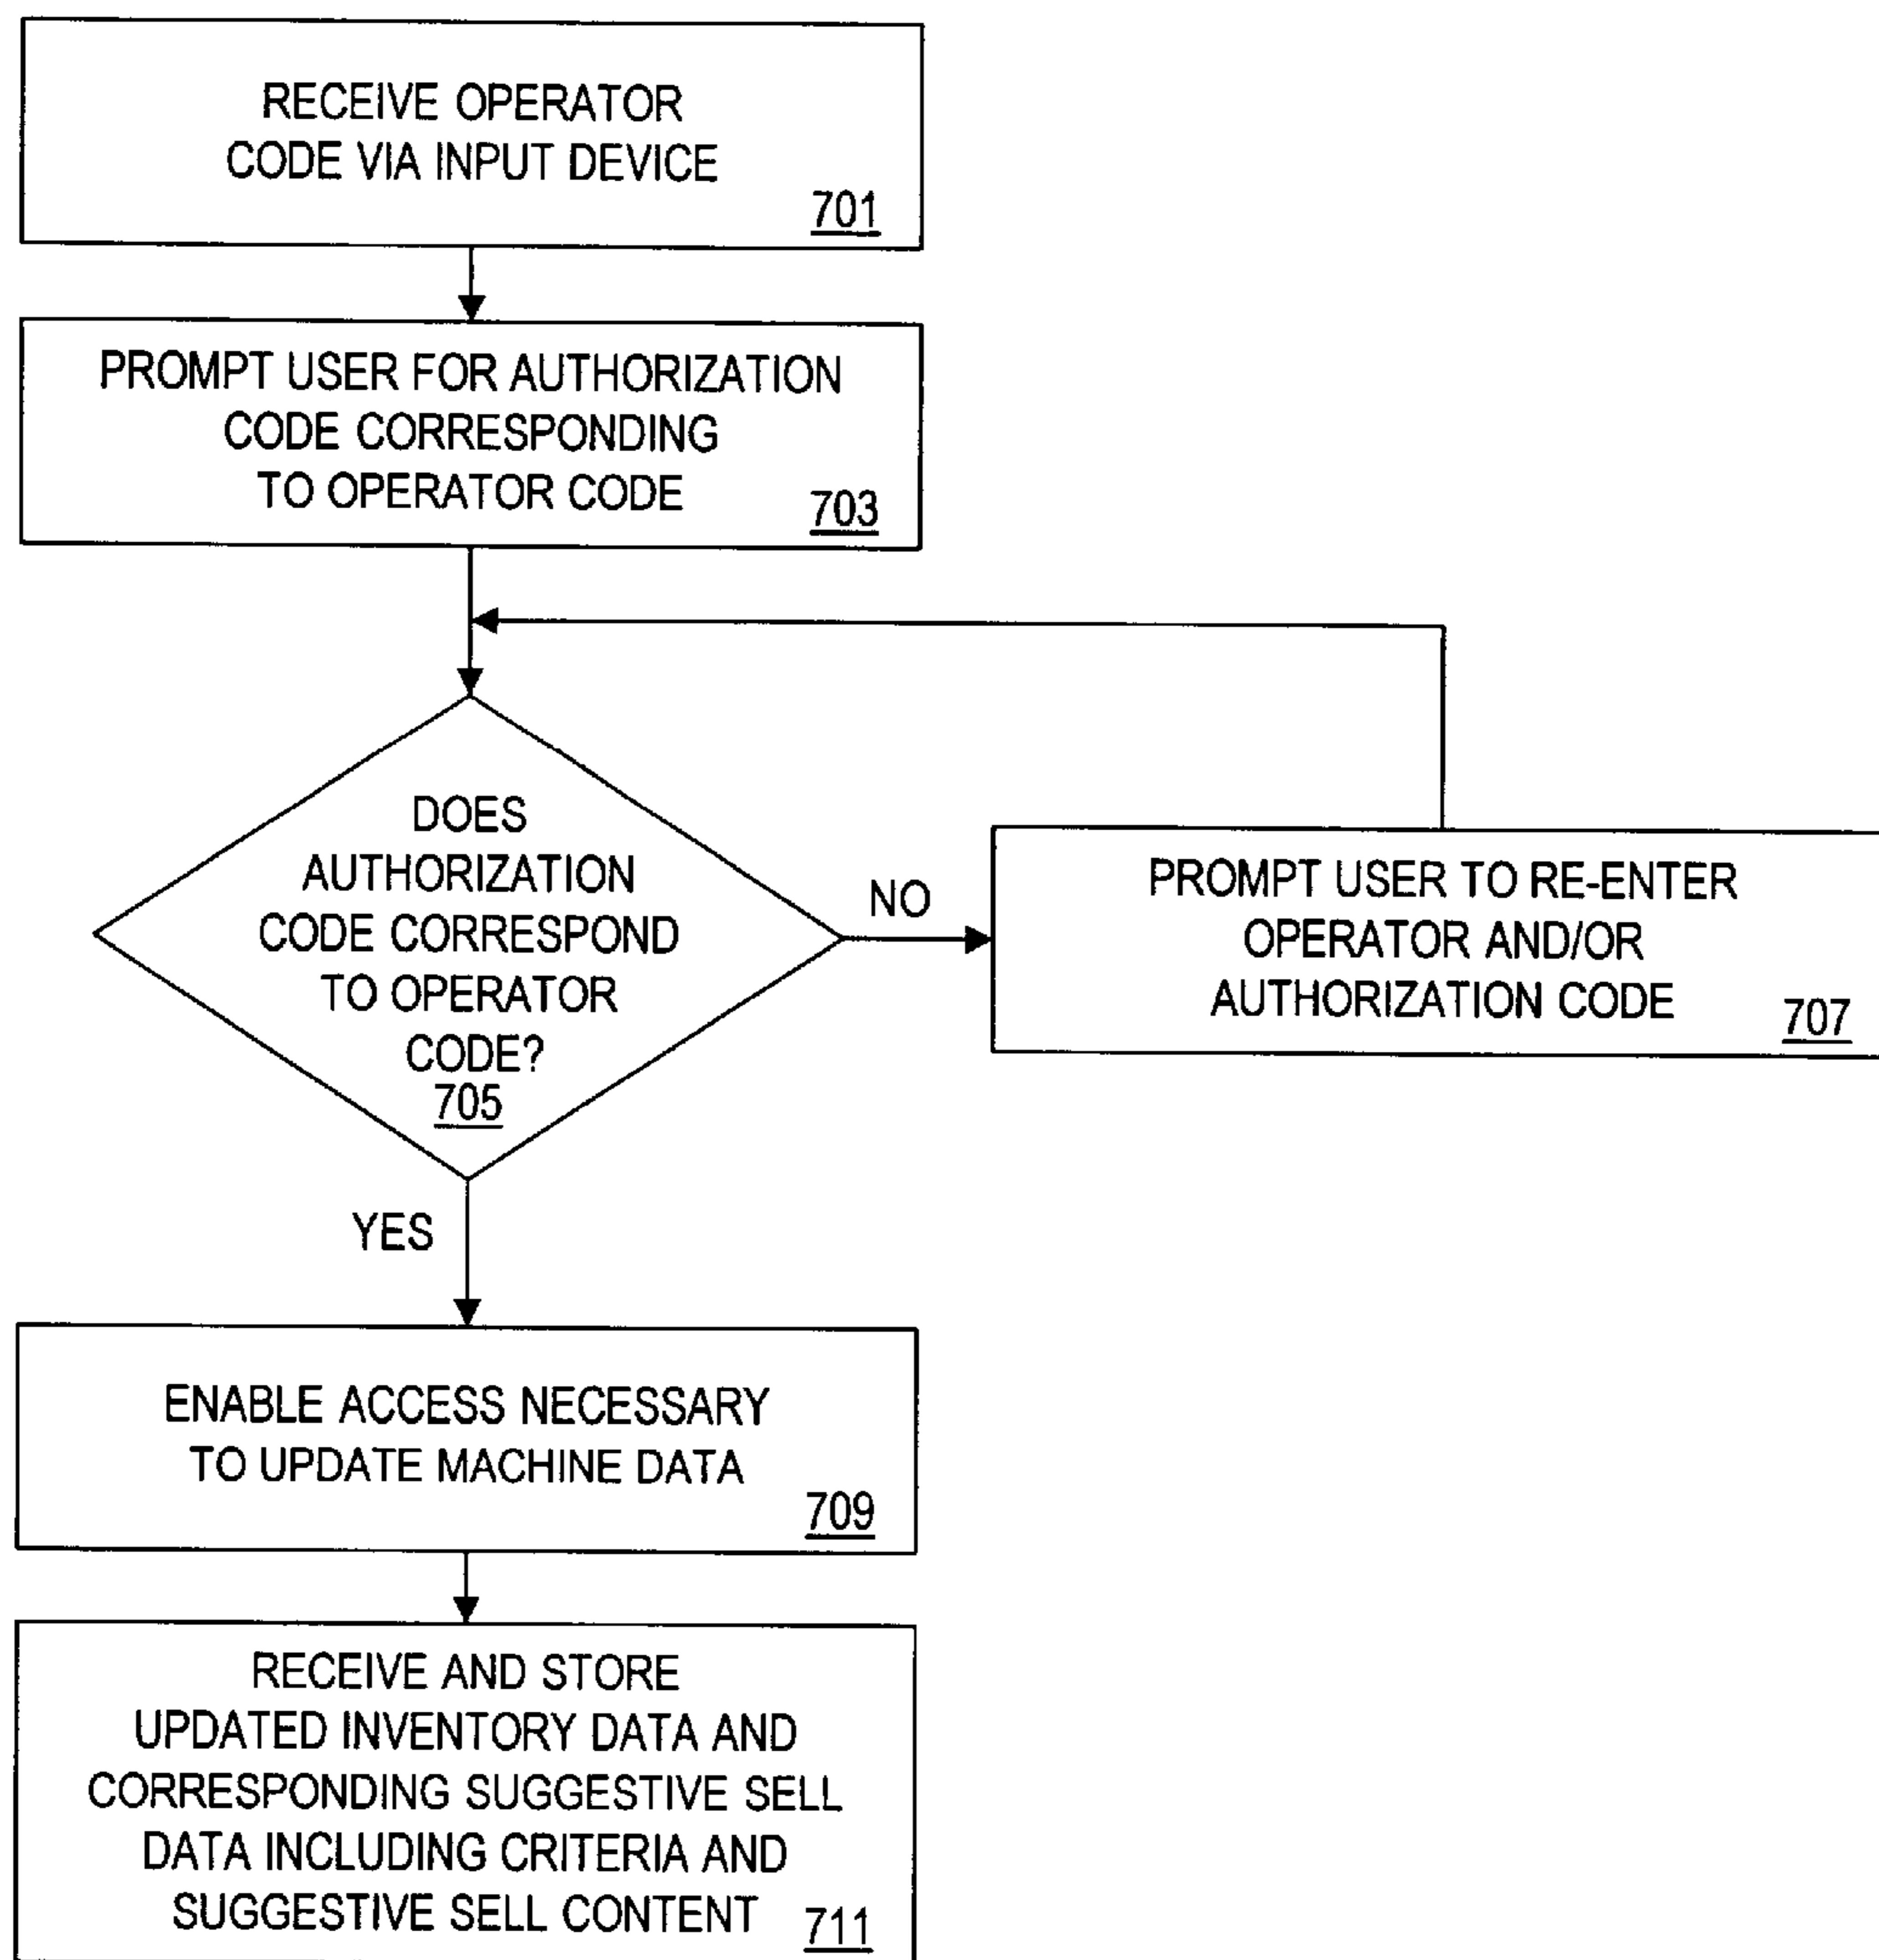 RECEIVE OPERATOR
CODE VIA INPUT DEVICE
701
PROMPT USER FOR AUTHORIZATION
CODE CORRESPONDING
TO OPERATOR CODE
703
DOES
AUTHORIZATION
CODE CORRESPOND
TO OPERATOR
CODE?
705
NO
PROMPT USER TO RE-ENTER
OPERATOR AND/OR
AUTHORIZATION CODE
707
YES
ENABLE ACCESS NECESSARY
TO UPDATE MACHINE DATA
709
RECEIVE AND STORE
UPDATED INVENTORY DATA AND
CORRESPONDING SUGGESTIVE SELL
DATA INCLUDING CRITERIA AND
SUGGESTIVE SELL CONTENT
711